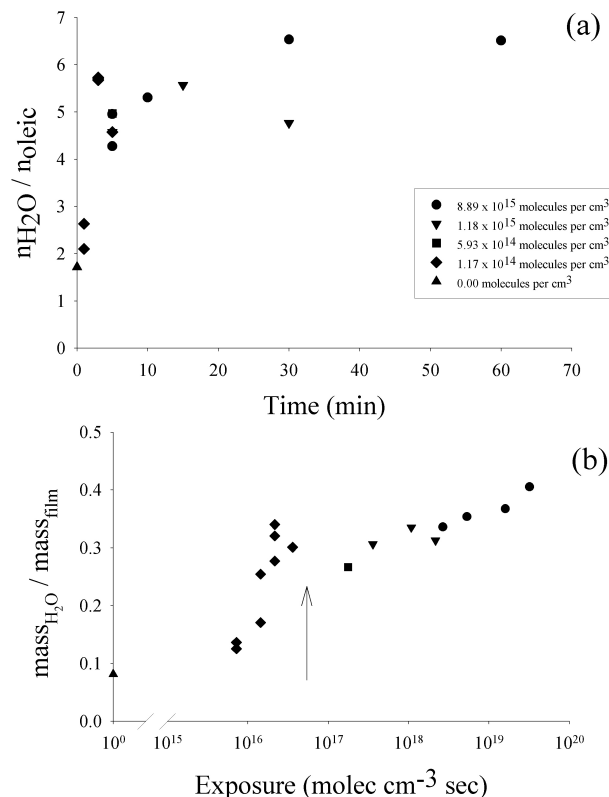 (a)
7
6
5
4
3
2
1
0
nH2O / noleic
8.89 x 10^15 molecules per cm^3
1.18 x 10^15 molecules per cm^3
5.93 x 10^14 molecules per cm^3
1.17 x 10^14 molecules per cm^3
0.00 molecules per cm^3
0 10 20 30 40 50 60 70
Time (min)
(b)
0.5
0.4
0.3
0.2
0.1
0.0
mass_H2O / mass_film
10^0 10^15 10^16 10^17 10^18 10^19 10^20
Exposure (molec cm^-3 sec)